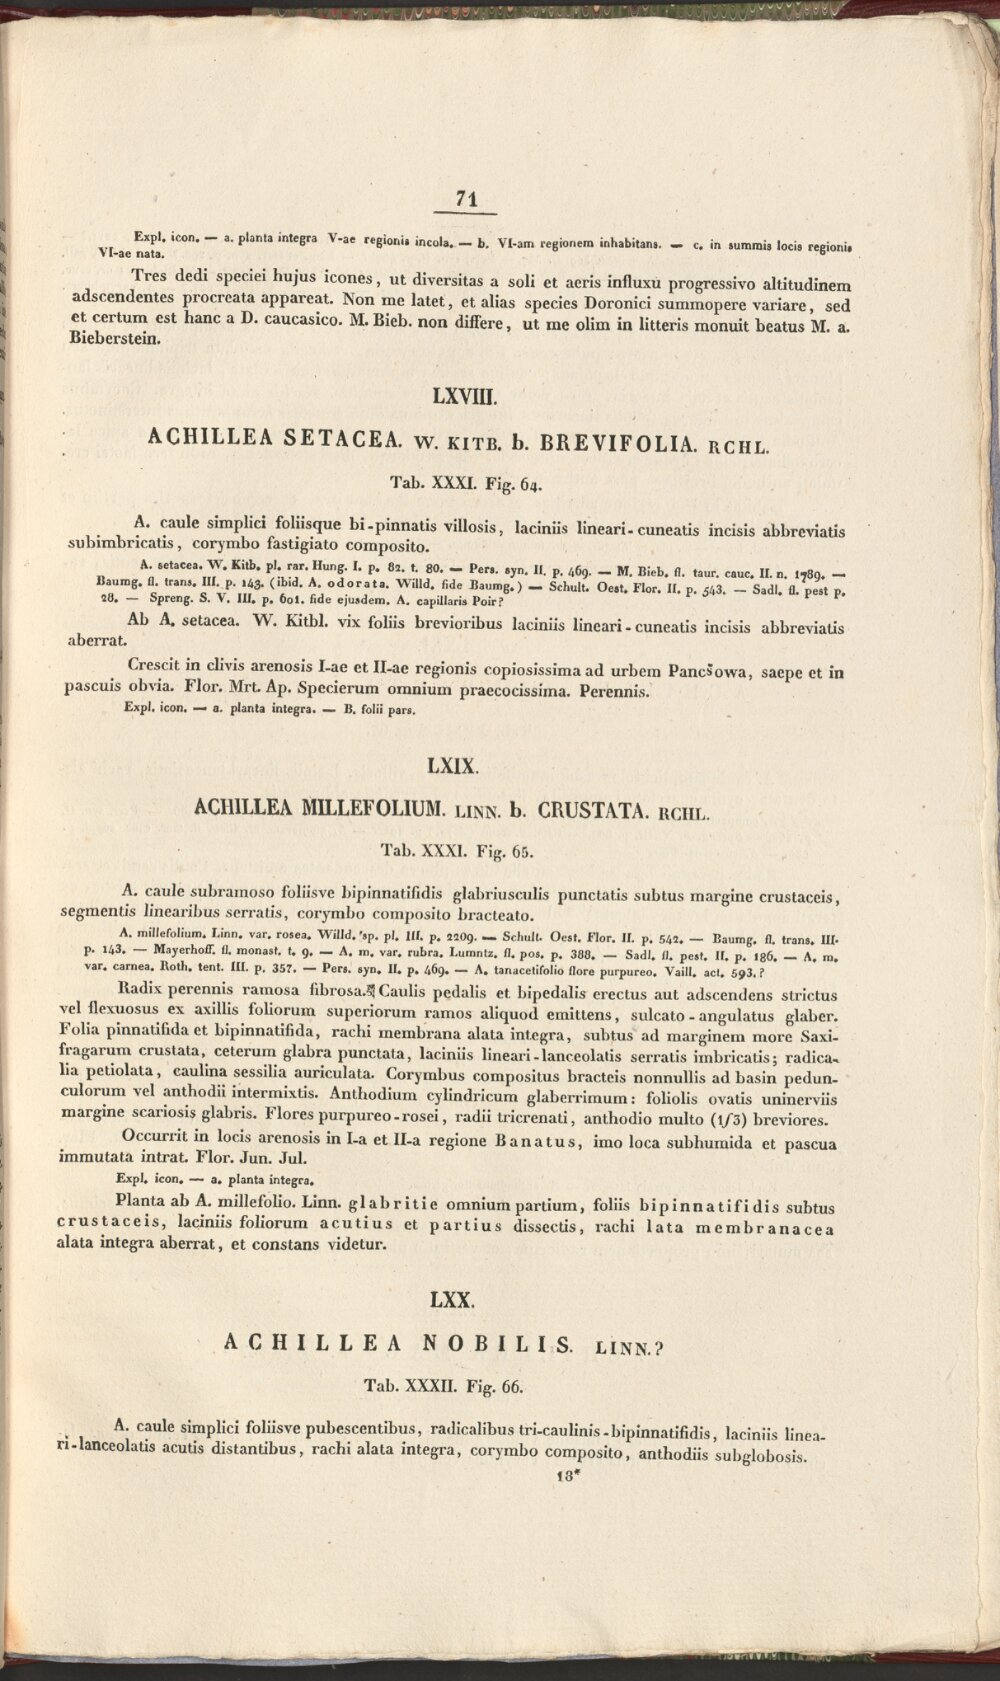 71
Expl. icon. — a. planta integra V-ae regionis incola. — b. VI-am regionem inhabitans. — c. in summis locis regionis
VI-ae nata.
Tres dedi speciei hujus icones, ut diversitas a soli et aeris influxu progressivo altitudinem
adscendentes procreata appareat. Non me latet, et alias species Doronici summopere variare, sed
et certum est hanc a D. caucasico. M. Bieb. non differe, ut me olim in litteris monuit beatus M. a.
Bieberstein.
LXVIII.
ACHILLEA SETACEA. W. KITB. b. BREVIFOLIA. RCHL.
Tab. XXXI. Fig. 64.
A. caule simplici foliisque bi-pinnatis villosis, laciniis lineari-cuneatis incisis abbreviatis
subimbricatis, corymbo fastigiato composito.
A. setacea. W. Kitb. pl. rar. Hung. I. p. 82. t. 80. — Pers. syn. II. p. 469. — M. Bieb. fl. taur. cauc. II. n. 1789. —
Baumg. fl. trans. III. p. 143. (ibid. A. odorata. Willd. fide Baumg.) — Schult. Oest. Flor. II. p. 543. — Sadl. fl. pest p.
28. — Spreng. S. V. III. p. 601. fide ejusdem. A. capillaris Poir?
Ab A. setacea. W. Kitbl. vix foliis brevioribus laciniis lineari-cuneatis incisis abbreviatis
aberrat.
Crescit in clivis arenosis I-ae et II-ae regionis copiosissima ad urbem Pancšowa, saepe et in
pascuis obvia. Flor. Mrt. Ap. Specierum omnium praecocissima. Perennis.
Expl. icon. — a. planta integra. — B. folii pars.
LXIX.
ACHILLEA MILLEFOLIUM. LINN. b. CRUSTATA. RCHL.
Tab. XXXI. Fig. 65.
A. caule subramoso foliisve bipinnatifidis glabriusculis punctatis subtus margine crustaceis,
segmentis linearibus serratis, corymbo composito bracteato.
A. millefolium. Linn. var. rosea. Willd. sp. pl. III. p. 2209. — Schult. Oest. Flor. II. p. 542. — Baumg. fl. trans. III.
p. 143. — Mayerhoff. fl. monast. t. 9. — A. m. var. rubra. Lumntz. fl. pos. p. 388. — Sadl. fl. pest. II. p. 186. — A. m.
var. carnea. Roth. tent. III. p. 357. — Pers. syn. II. p. 469. — A. tanacetifolio flore purpureo. Vaill. act. 593.?
Radix perennis ramosa fibrosa. Caulis pedalis et bipedalis erectus aut adscendens strictus
vel flexuosus ex axillis foliorum superiorum ramos aliquod emittens, sulcato-angulatus glaber.
Folia pinnatifida et bipinnatifida, rachi membrana alata integra, subtus ad marginem more Saxi-
fragarum crustata, ceterum glabra punctata, laciniis lineari-lanceolatis serratis imbricatis; radica-
lia petiolata, caulina sessilia auriculata. Corymbus compositus bracteis nonnullis ad basin pedun-
culorum vel anthodii intermixtis. Anthodium cylindricum glaberrimum: foliolis ovatis uninerviis
margine scariosis glabris. Flores purpureo-rosei, radii tricrenati, anthodio multo (1/3) breviores.
Occurrit in locis arenosis in I-a et II-a regione Banatus, imo loca subhumida et pascua
immutata intrat. Flor. Jun. Jul.
Expl. icon. — a. planta integra.
Planta ab A. millefolio. Linn. glabritie omnium partium, foliis bipinnatifidis subtus
crustaceis, laciniis foliorum acutius et partius dissectis, rachi lata membranacea
alata integra aberrat, et constans videtur.
LXX.
ACHILLEA NOBILIS. LINN.?
Tab. XXXII. Fig. 66.
A. caule simplici foliisve pubescentibus, radicalibus tri-caulinis-bipinnatifidis, laciniis linea-
ri-lanceolatis acutis distantibus, rachi alata integra, corymbo composito, anthodiis subglobosis.
18*